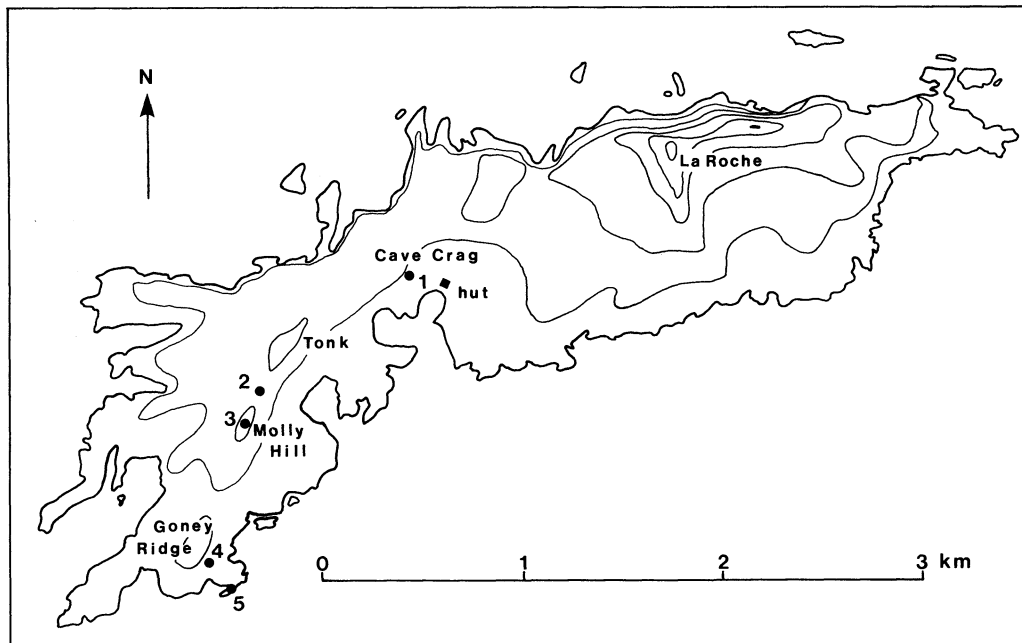 N
La Roche
Cave Crag
1
hut
Tonk
2
3
Molly
Hill
Goney
Ridge
4
5
0 1 2 3 km